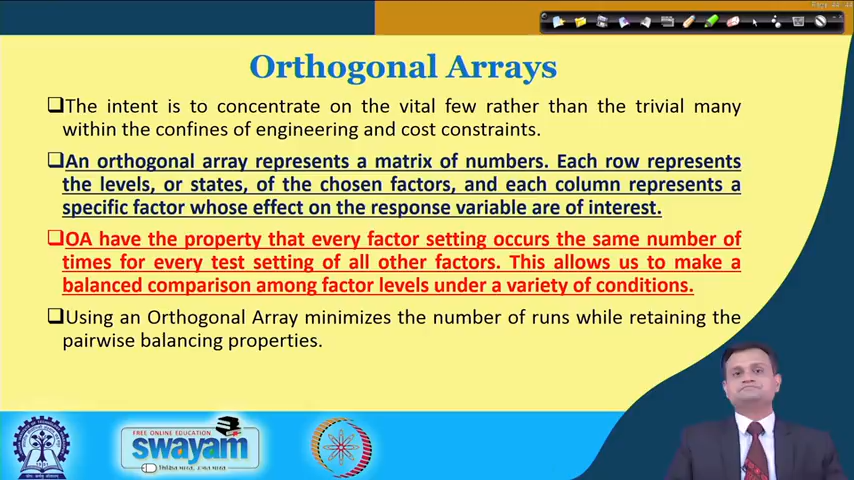 Orthogonal Arrays
❑The intent is to concentrate on the vital few rather than the trivial many
within the confines of engineering and cost constraints.
❑An orthogonal array represents a matrix of numbers. Each row represents
the levels, or states, of the chosen factors, and each column represents a
specific factor whose effect on the response variable are of interest.
❑OA have the property that every factor setting occurs the same number of
times for every test setting of all other factors. This allows us to make a
balanced comparison among factor levels under a variety of conditions.
❑Using an Orthogonal Array minimizes the number of runs while retaining the
pairwise balancing properties.
FREE ONLINE EDUCATION
swayam